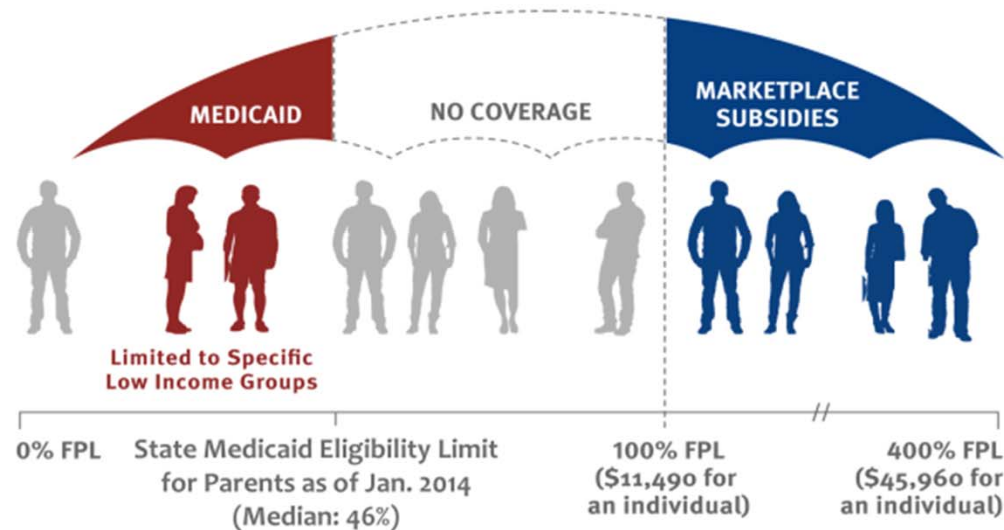 MEDICAID
NO COVERAGE
MARKETPLACE
SUBSIDIES
Limited to Specific
Low Income Groups
0% FPL
State Medicaid Eligibility Limit
for Parents as of Jan. 2014
(Median: 46%)
100% FPL
($11,490 for
an individual)
400% FPL
($45,960 for
an individual)